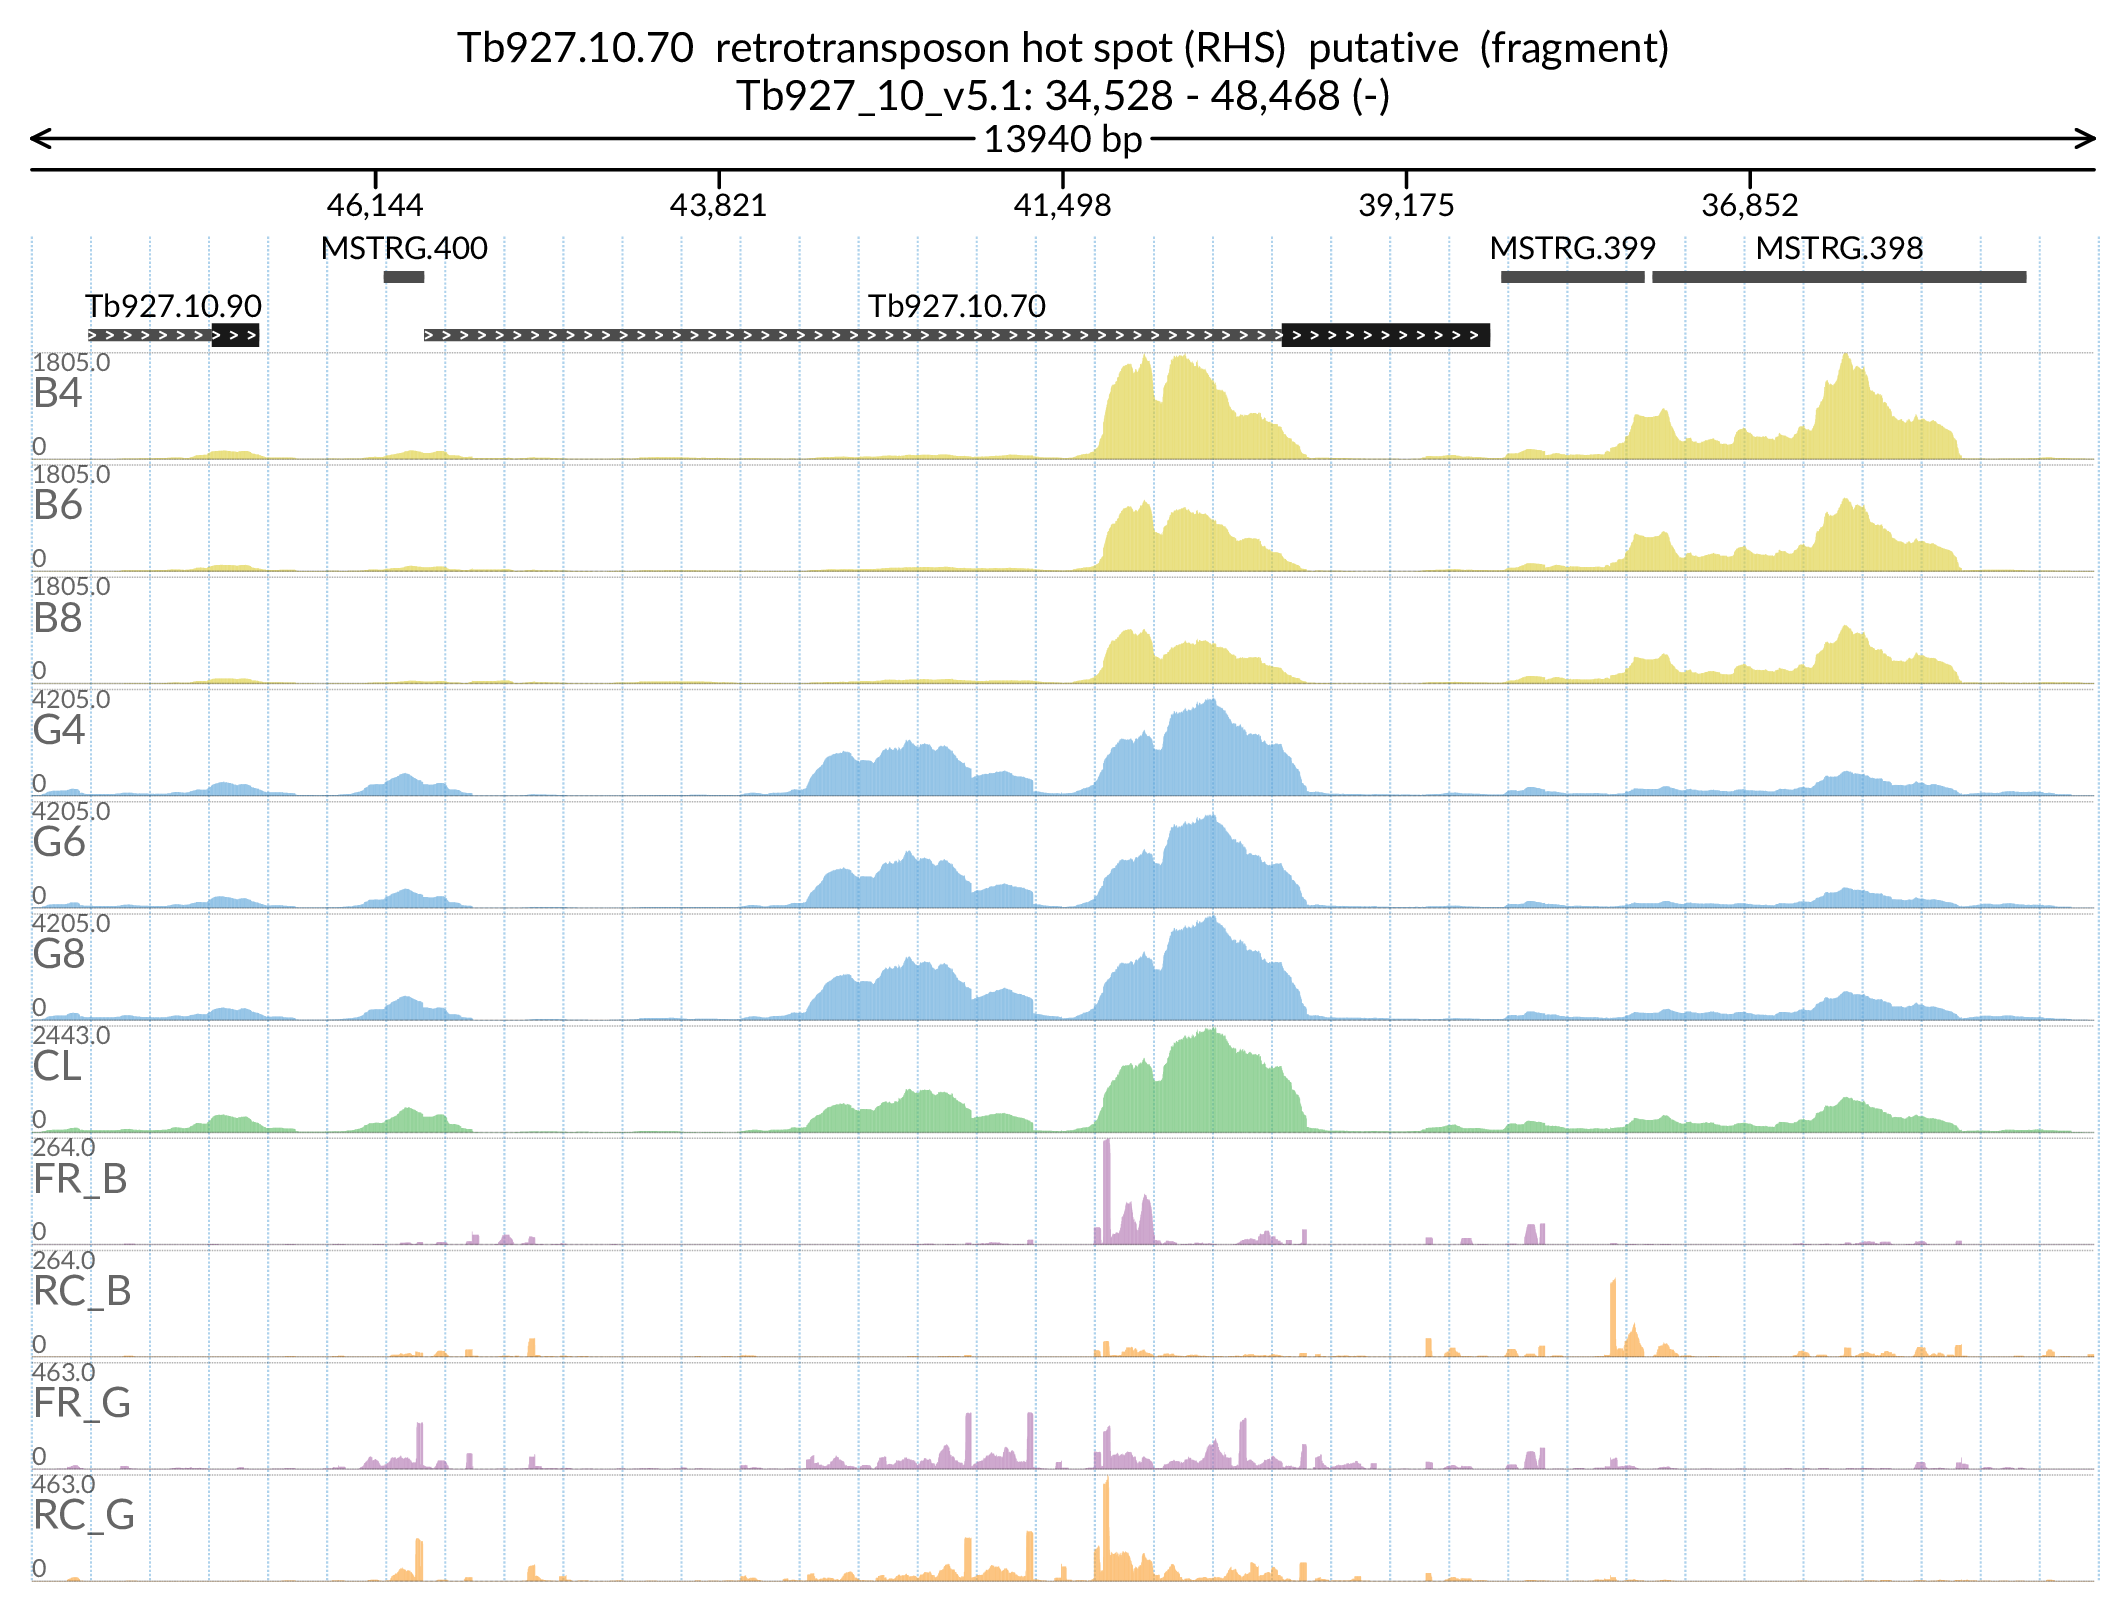 Tb927.10.70 retrotransposon hot spot (RHS) putative (fragment)
Tb927_10_v5.1: 34,528 - 48,468 (-)
13940 bp
46,144 43,821 41,498 39,175 36,852
MSTRG.400 MSTRG.399 MSTRG.398
Tb927.10.90 Tb927.10.70
1805.0
B4
0
1805.0
B6
0
1805.0
B8
0
4205.0
G4
0
4205.0
G6
0
4205.0
G8
0
2443.0
CL
0
264.0
FR_B
0
264.0
RC_B
0
463.0
FR_G
0
463.0
RC_G
0